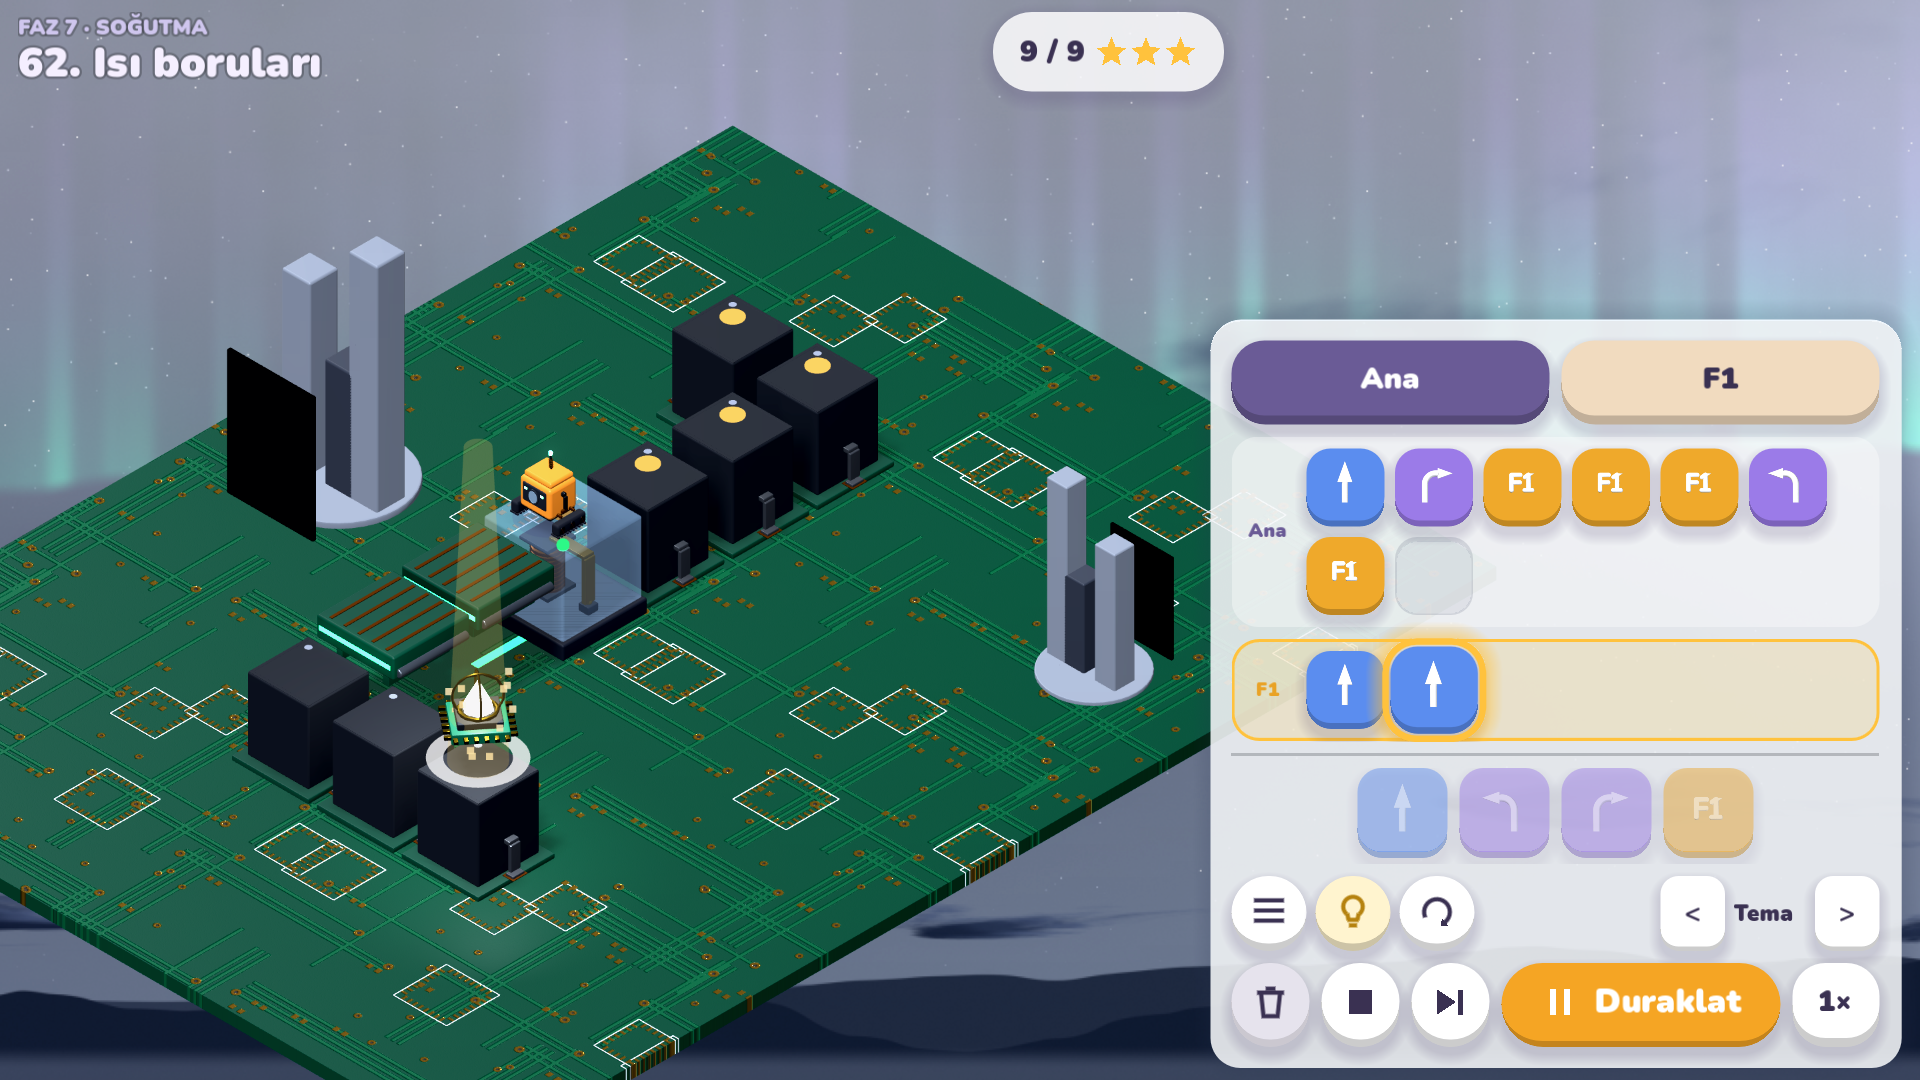 FAZ 7 · SOĞUTMA
62. Isı boruları
9 / 9
Ana
F1
Ana
F1
F1
F1
F1
F1
F1
< Tema >
Duraklat
1×